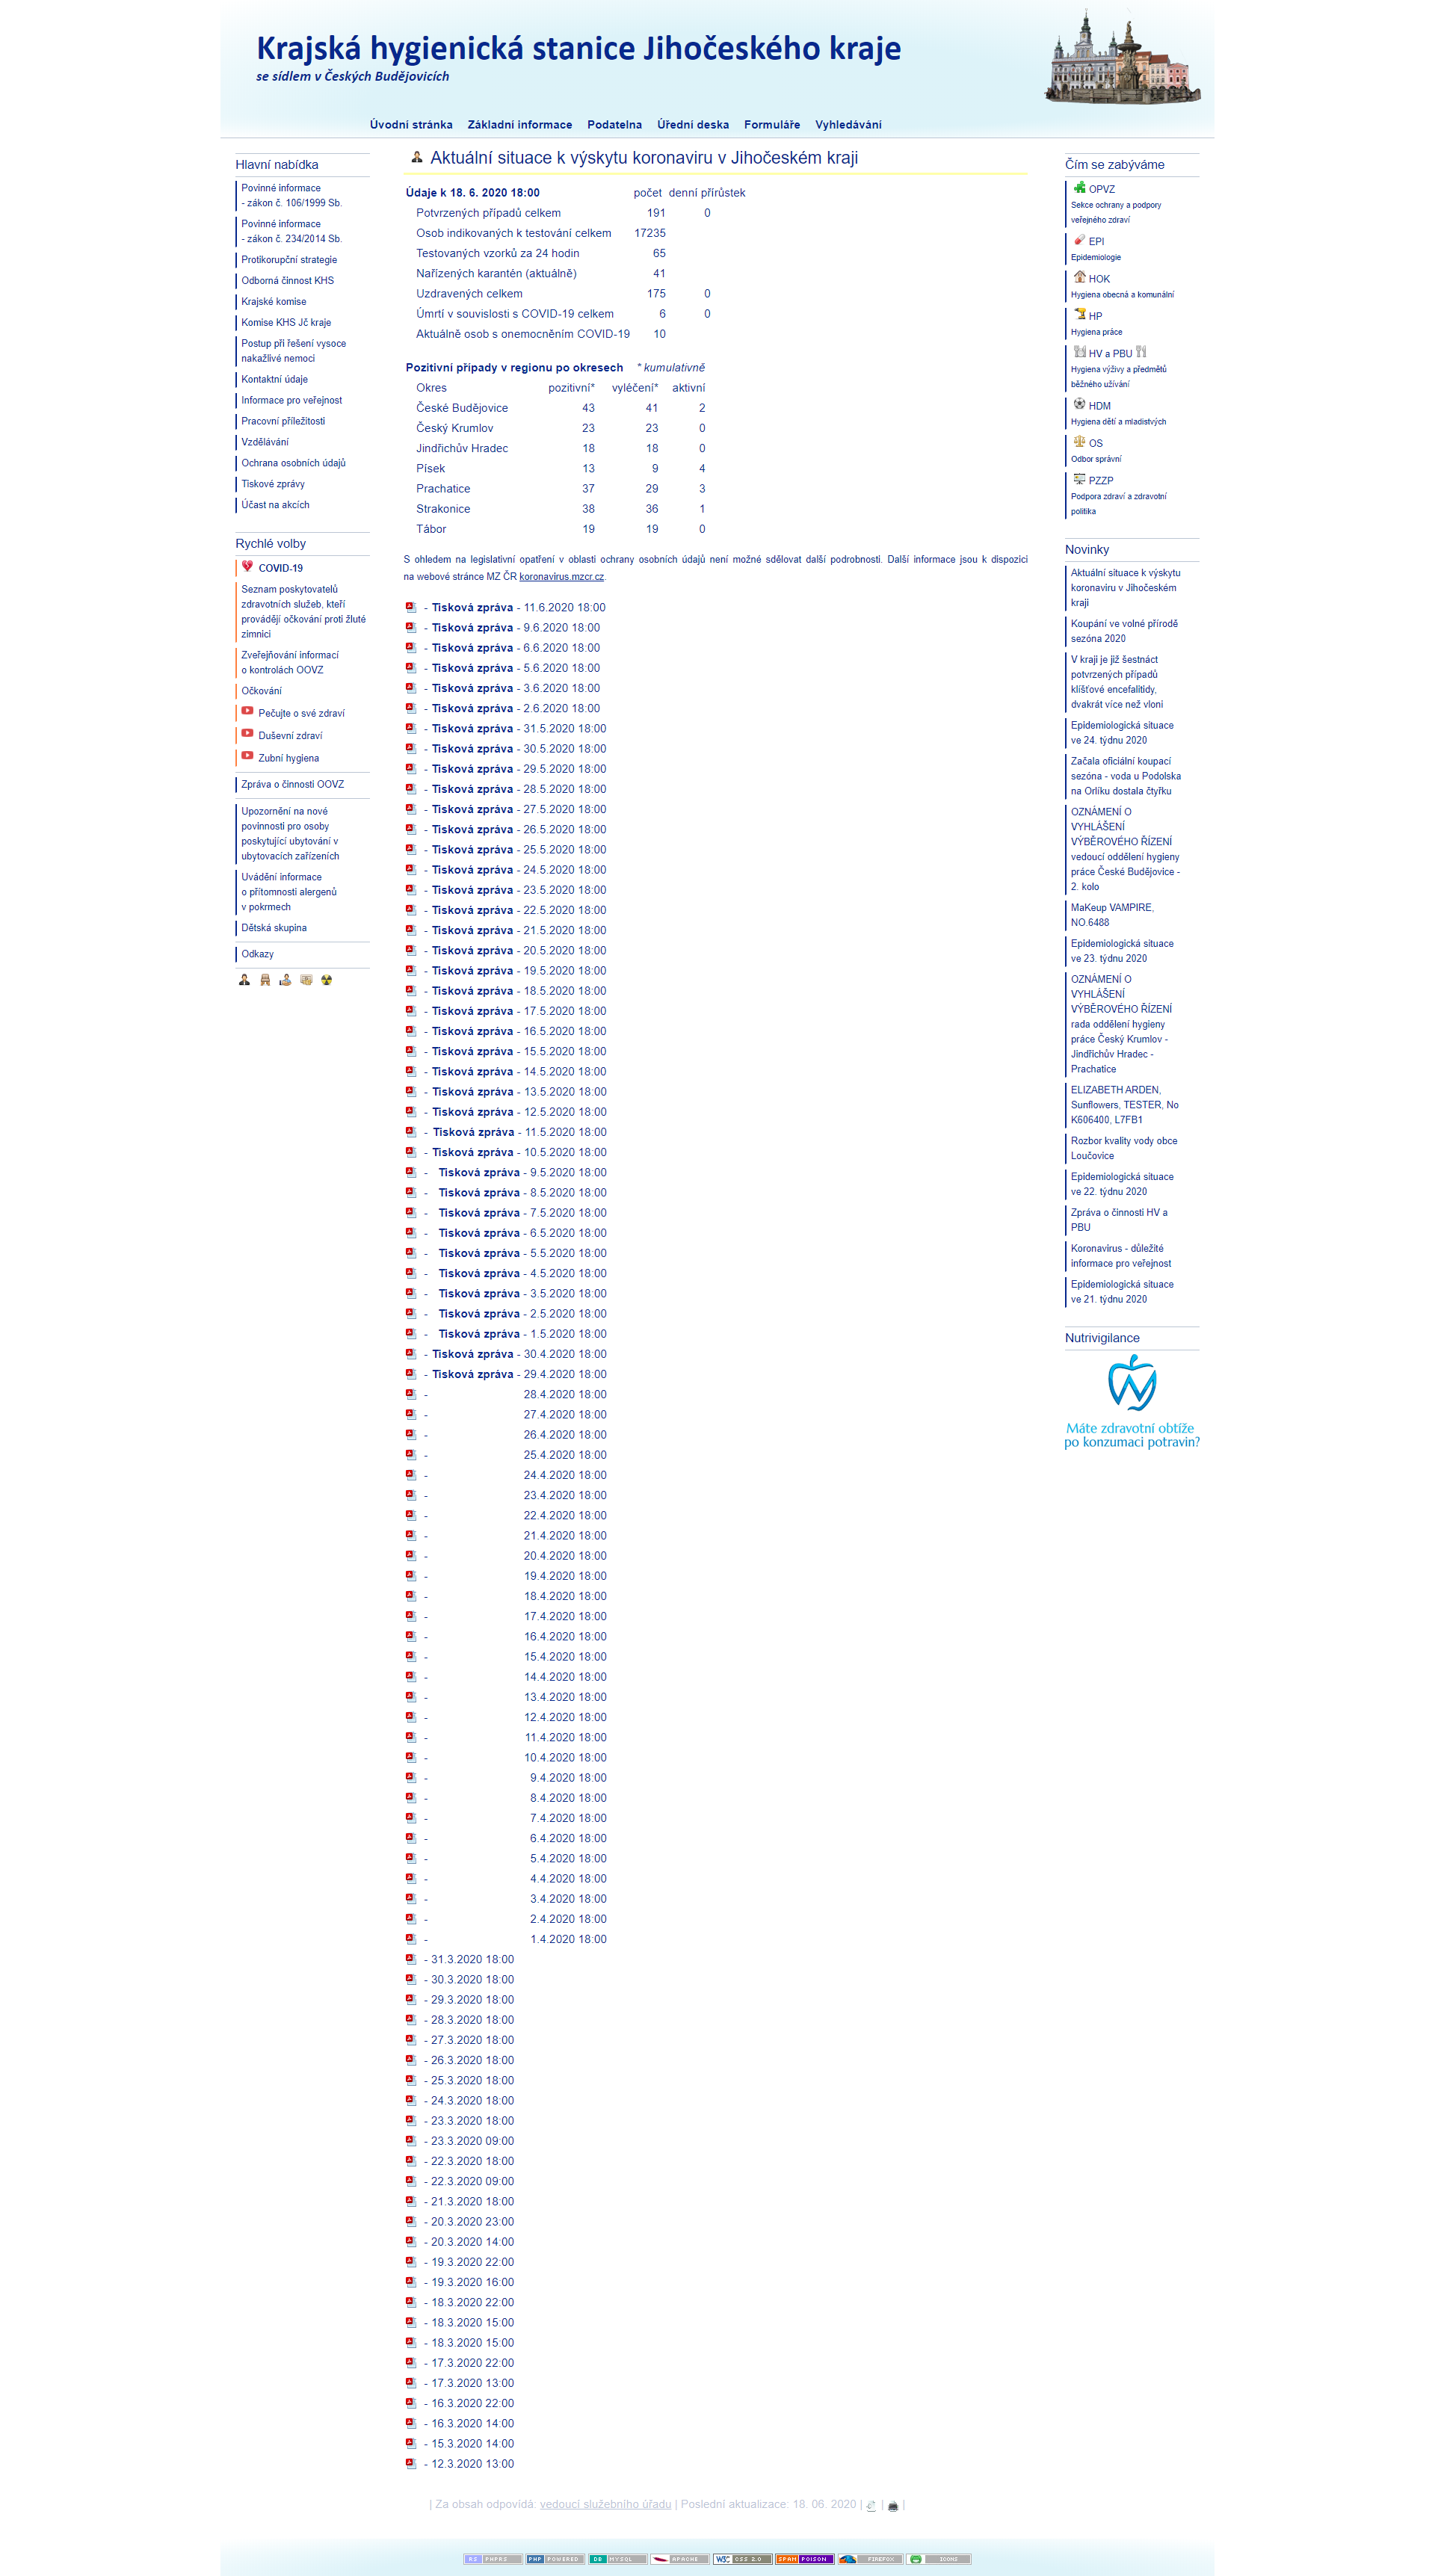 Krajská hygienická stanice Jihočeského kraje
se sídlem v Českých Budějovicích
Úvodní stránka Základní informace Podatelna Úřední deska Formuláře Vyhledávání
Hlavní nabídka
Povinné informace
- zákon č. 106/1999 Sb.
Povinné informace
- zákon č. 234/2014 Sb.
Protikorupční strategie
Odborná činnost KHS
Krajské komise
Komise KHS Jč kraje
Postup při řešení vysoce
nakažlivé nemoci
Kontaktní údaje
Informace pro veřejnost
Pracovní příležitosti
Vzdělávání
Ochrana osobních údajů
Tiskové zprávy
Účast na akcích
Rychlé volby
COVID-19
Seznam poskytovatelů
zdravotních služeb, kteří
provádějí očkování proti žluté
zimnici
Zveřejňování informací
o kontrolách OOVZ
Očkování
Pečujte o své zdraví
Duševní zdraví
Zubní hygiena
Zpráva o činnosti OOVZ
Upozornění na nové
povinnosti pro osoby
poskytující ubytování v
ubytovacích zařízeních
Uvádění informace
o přítomnosti alergenů
v pokrmech
Dětská skupina
Odkazy
Aktuální situace k výskytu koronaviru v Jihočeském kraji
Údaje k 18. 6. 2020 18:00 počet denní přírůstek
Potvrzených případů celkem 191 0
Osob indikovaných k testování celkem 17235
Testovaných vzorků za 24 hodin 65
Nařízených karantén (aktuálně) 41
Uzdravených celkem 175 0
Úmrtí v souvislosti s COVID-19 celkem 6 0
Aktuálně osob s onemocněním COVID-19 10
Pozitivní případy v regionu po okresech * kumulativně
Okres pozitivní* vyléčení* aktivní
České Budějovice 43 41 2
Český Krumlov 23 23 0
Jindřichův Hradec 18 18 0
Písek 13 9 4
Prachatice 37 29 3
Strakonice 38 36 1
Tábor 19 19 0
S ohledem na legislativní opatření v oblasti ochrany osobních údajů není možné sdělovat další podrobnosti. Další informace jsou k dispozici
na webové stránce MZ ČR koronavirus.mzcr.cz.
- Tisková zpráva - 11.6.2020 18:00
- Tisková zpráva - 9.6.2020 18:00
- Tisková zpráva - 6.6.2020 18:00
- Tisková zpráva - 5.6.2020 18:00
- Tisková zpráva - 3.6.2020 18:00
- Tisková zpráva - 2.6.2020 18:00
- Tisková zpráva - 31.5.2020 18:00
- Tisková zpráva - 30.5.2020 18:00
- Tisková zpráva - 29.5.2020 18:00
- Tisková zpráva - 28.5.2020 18:00
- Tisková zpráva - 27.5.2020 18:00
- Tisková zpráva - 26.5.2020 18:00
- Tisková zpráva - 25.5.2020 18:00
- Tisková zpráva - 24.5.2020 18:00
- Tisková zpráva - 23.5.2020 18:00
- Tisková zpráva - 22.5.2020 18:00
- Tisková zpráva - 21.5.2020 18:00
- Tisková zpráva - 20.5.2020 18:00
- Tisková zpráva - 19.5.2020 18:00
- Tisková zpráva - 18.5.2020 18:00
- Tisková zpráva - 17.5.2020 18:00
- Tisková zpráva - 16.5.2020 18:00
- Tisková zpráva - 15.5.2020 18:00
- Tisková zpráva - 14.5.2020 18:00
- Tisková zpráva - 13.5.2020 18:00
- Tisková zpráva - 12.5.2020 18:00
- Tisková zpráva - 11.5.2020 18:00
- Tisková zpráva - 10.5.2020 18:00
- Tisková zpráva - 9.5.2020 18:00
- Tisková zpráva - 8.5.2020 18:00
- Tisková zpráva - 7.5.2020 18:00
- Tisková zpráva - 6.5.2020 18:00
- Tisková zpráva - 5.5.2020 18:00
- Tisková zpráva - 4.5.2020 18:00
- Tisková zpráva - 3.5.2020 18:00
- Tisková zpráva - 2.5.2020 18:00
- Tisková zpráva - 1.5.2020 18:00
- Tisková zpráva - 30.4.2020 18:00
- Tisková zpráva - 29.4.2020 18:00
- 28.4.2020 18:00
- 27.4.2020 18:00
- 26.4.2020 18:00
- 25.4.2020 18:00
- 24.4.2020 18:00
- 23.4.2020 18:00
- 22.4.2020 18:00
- 21.4.2020 18:00
- 20.4.2020 18:00
- 19.4.2020 18:00
- 18.4.2020 18:00
- 17.4.2020 18:00
- 16.4.2020 18:00
- 15.4.2020 18:00
- 14.4.2020 18:00
- 13.4.2020 18:00
- 12.4.2020 18:00
- 11.4.2020 18:00
- 10.4.2020 18:00
- 9.4.2020 18:00
- 8.4.2020 18:00
- 7.4.2020 18:00
- 6.4.2020 18:00
- 5.4.2020 18:00
- 4.4.2020 18:00
- 3.4.2020 18:00
- 2.4.2020 18:00
- 1.4.2020 18:00
- 31.3.2020 18:00
- 30.3.2020 18:00
- 29.3.2020 18:00
- 28.3.2020 18:00
- 27.3.2020 18:00
- 26.3.2020 18:00
- 25.3.2020 18:00
- 24.3.2020 18:00
- 23.3.2020 18:00
- 23.3.2020 09:00
- 22.3.2020 18:00
- 22.3.2020 09:00
- 21.3.2020 18:00
- 20.3.2020 23:00
- 20.3.2020 14:00
- 19.3.2020 22:00
- 19.3.2020 16:00
- 18.3.2020 22:00
- 18.3.2020 15:00
- 18.3.2020 15:00
- 17.3.2020 22:00
- 17.3.2020 13:00
- 16.3.2020 22:00
- 16.3.2020 14:00
- 15.3.2020 14:00
- 12.3.2020 13:00
| Za obsah odpovídá: vedoucí služebního úřadu | Poslední aktualizace: 18. 06. 2020 | | |
Čím se zabýváme
OPVZ
Sekce ochrany a podpory
veřejného zdraví
EPI
Epidemiologie
HOK
Hygiena obecná a komunální
HP
Hygiena práce
HV a PBU
Hygiena výživy a předmětů
běžného užívání
HDM
Hygiena dětí a mladistvých
OS
Odbor správní
PZZP
Podpora zdraví a zdravotní
politika
Novinky
Aktuální situace k výskytu
koronaviru v Jihočeském
kraji
Koupání ve volné přírodě
sezóna 2020
V kraji je již šestnáct
potvrzených případů
klíšťové encefalitidy,
dvakrát více než vloni
Epidemiologická situace
ve 24. týdnu 2020
Začala oficiální koupací
sezóna - voda u Podolska
na Orlíku dostala čtyřku
OZNÁMENÍ O
VYHLÁŠENÍ
VÝBĚROVÉHO ŘÍZENÍ
vedoucí oddělení hygieny
práce České Budějovice -
2. kolo
MaKeup VAMPIRE,
NO.6488
Epidemiologická situace
ve 23. týdnu 2020
OZNÁMENÍ O
VYHLÁŠENÍ
VÝBĚROVÉHO ŘÍZENÍ
rada oddělení hygieny
práce Český Krumlov -
Jindřichův Hradec -
Prachatice
ELIZABETH ARDEN,
Sunflowers, TESTER, No
K606400, L7FB1
Rozbor kvality vody obce
Loučovice
Epidemiologická situace
ve 22. týdnu 2020
Zpráva o činnosti HV a
PBU
Koronavirus - důležité
informace pro veřejnost
Epidemiologická situace
ve 21. týdnu 2020
Nutrivigilance
Máte zdravotní obtíže
po konzumaci potravin?
RS PHPRS PHP POWERED DB MYSQL APACHE W3C CSS 2.0 SPAM POISON FIREFOX ICONS